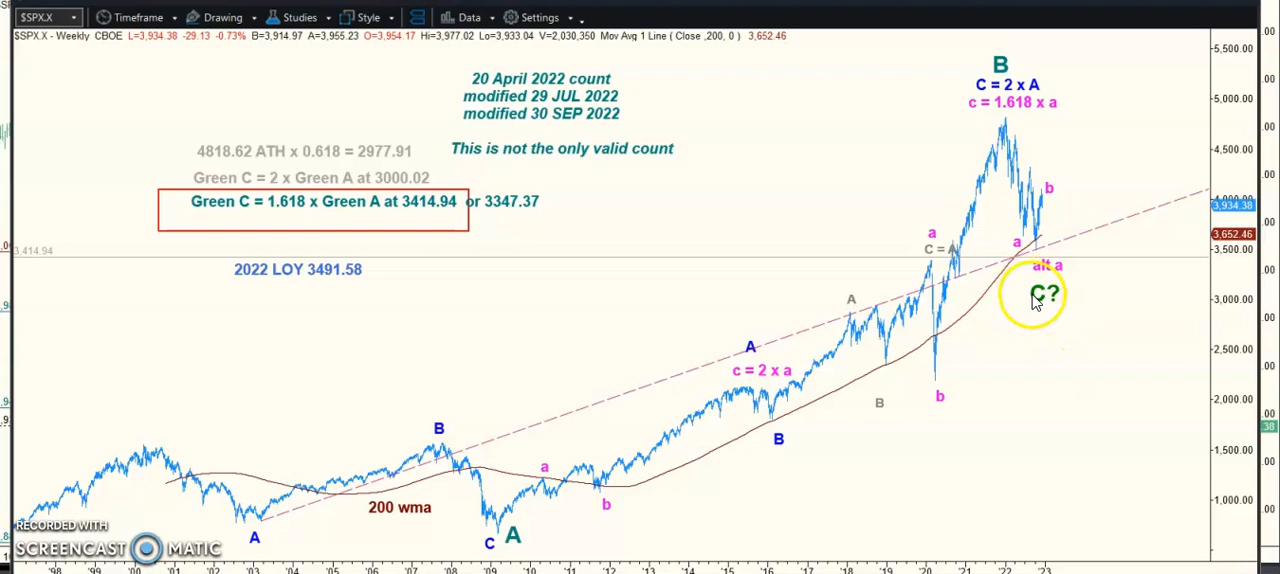 $SPX.X Timeframe Drawing Studies Style Data Settings
$SPX.X - Weekly CBOE L=3,934.38 -29.13 -0.73% B=3,914.97 A=3,955.23 O=3,954.17 Hi=3,977.02 Lo=3,933.04 V=2,030,350 Mov Avg 1 Line ( Close ,200, 0 ) 3,652.46
5,500.00
B
20 April 2022 count
C = 2 x A
modified 29 JUL 2022
5,000.00
c = 1.618 x a
modified 30 SEP 2022
4818.62 ATH x 0.618 = 2977.91
This is not the only valid count
4,500.00
Green C = 2 x Green A at 3000.02
b
Green C = 1.618 x Green A at 3414.94 or 3347.37
3,934.38
a
3,652.46
a
C = A
3,500.00
3,414.94
2022 LOY 3491.58
alt a
C?
A
3,000.00
A
2,500.00
c = 2 x a
b
2,000.00
B
B
B
1,500.00
a
b
1,000.00
200 wma
A
C
A
RECORDED WITH
SCREENCAST MATIC
'98 '99 '00 '01 '02 '03 '04 '05 '06 '07 '08 '09 '10 '11 '12 '13 '14 '15 '16 '17 '18 '19 '20 '21 '22 '23